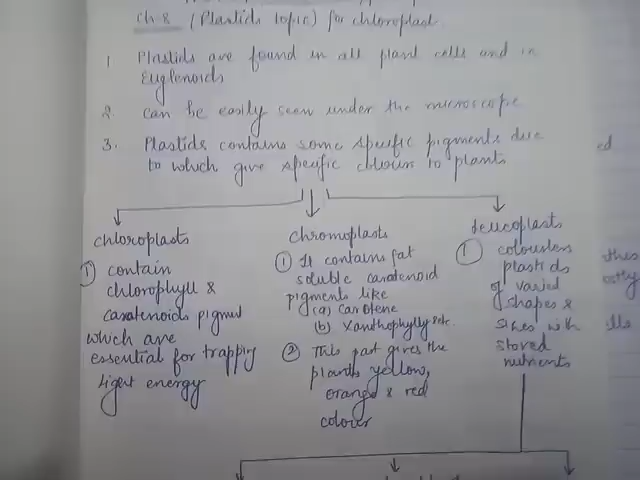 Ch 8 (Plastids topic) for chloroplast.
1 Plastids are found in all plant cells and in
Euglenoids
2. can be easily seen under the microscope
3. Plastids contains some specific pigments due
to which give specific colour to plants
chloroplasts
① contain
chlorophyll &
caratenoids pigment
which are
essential for trapping
light energy
chromoplasts
① It contains fat
soluble caratenoid
pigments like
(a) carotene
(b) Xanthophylls etc.
② This part gives the
plants yellow,
orange & red
colour
Leucoplasts
① colourless
plastids
of varied
shapes &
sizes with
stored
nutrients
ed